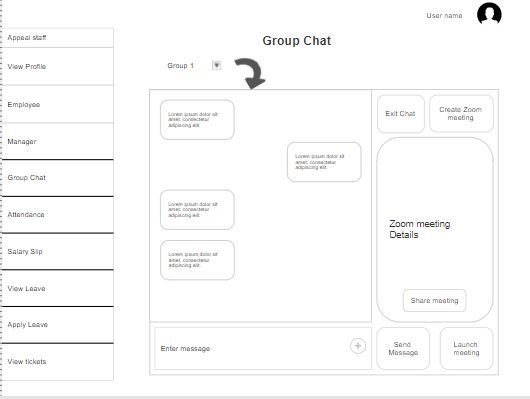 User name
Appeal staff
View Profile
Employee
Manager
Group Chat
Attendance
Salary Slip
View Leave
Apply Leave
View tickets
Group Chat
Group 1
Lorem ipsum dolor sit
amet, consectetur
adipiscing elit.
Lorem ipsum dolor sit
amet, consectetur
adipiscing elit.
Lorem ipsum dolor sit
amet, consectetur
adipiscing elit.
Lorem ipsum dolor sit
amet, consectetur
adipiscing elit.
Enter message
Exit Chat
Create Zoom
meeting
Zoom meeting
Details
Share meeting
Send
Message
Launch
meeting